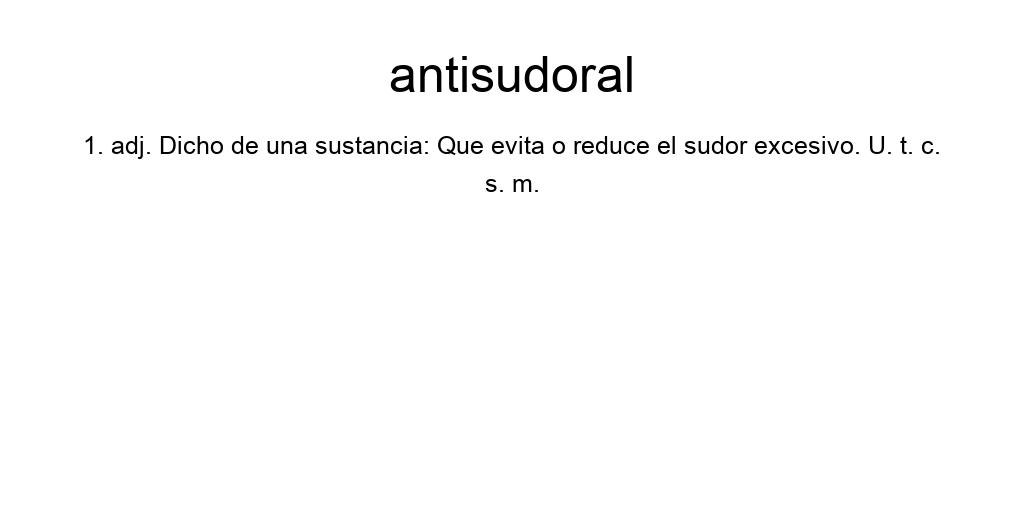 antisudoral
1. adj. Dicho de una sustancia: Que evita o reduce el sudor excesivo. U. t. c.
s. m.